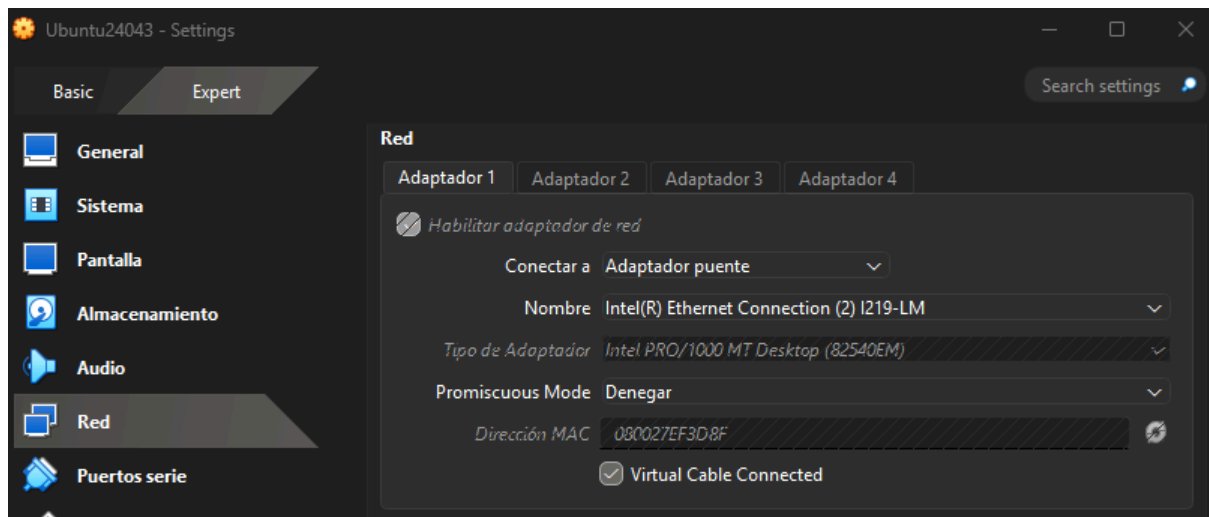 Ubuntu24043 - Settings
Basic
Expert
Search settings
General
Sistema
Pantalla
Almacenamiento
Audio
Red
Puertos serie
Red
Adaptador 1
Adaptador 2
Adaptador 3
Adaptador 4
Habilitar adaptador de red
Conectar a Adaptador puente
Nombre Intel(R) Ethernet Connection (2) I219-LM
Tipo de Adaptador Intel PRO/1000 MT Desktop (82540EM)
Promiscuous Mode Denegar
Dirección MAC 080027EF3D8F
Virtual Cable Connected